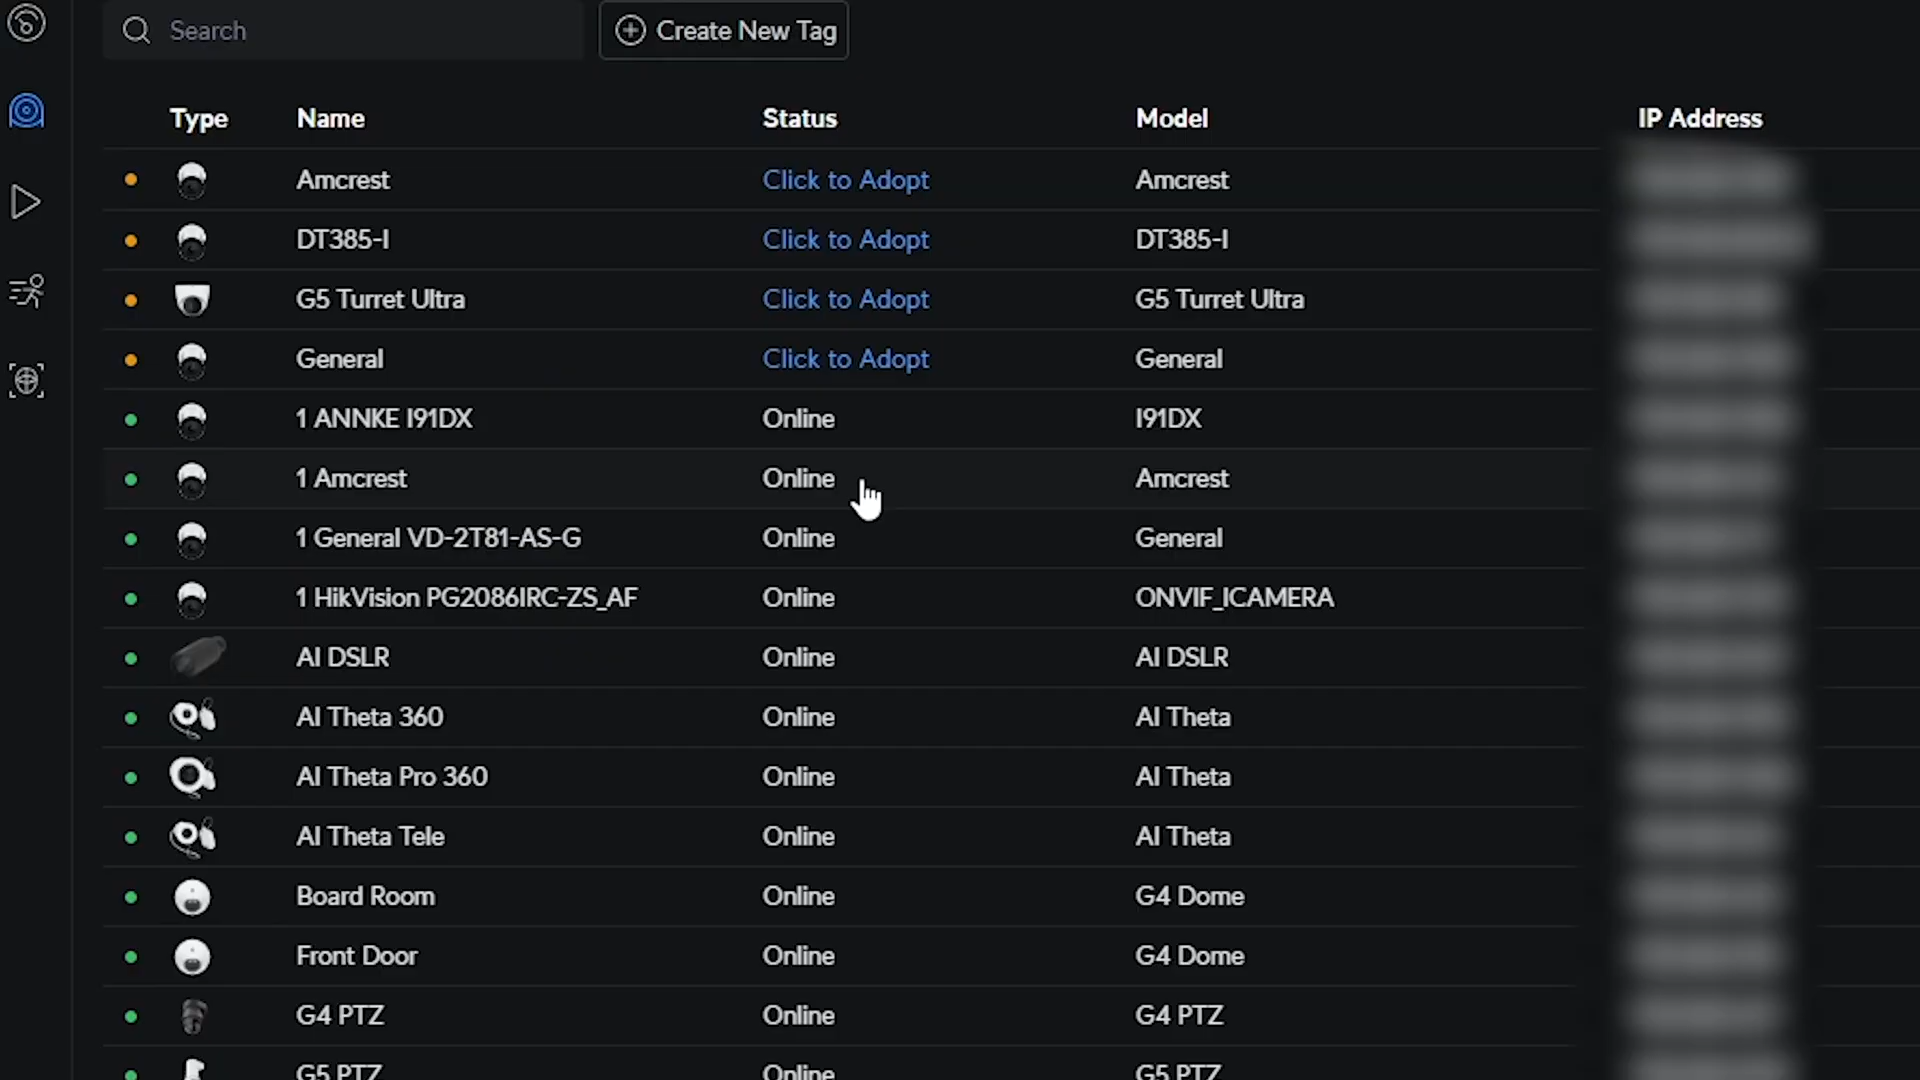 Search
Create New Tag
Type Name Status Model IP Address
Amcrest Click to Adopt Amcrest
DT385-I Click to Adopt DT385-I
G5 Turret Ultra Click to Adopt G5 Turret Ultra
General Click to Adopt General
1 ANNKE I91DX Online I91DX
1 Amcrest Online Amcrest
1 General VD-2T81-AS-G Online General
1 HikVision PG2086IRC-ZS_AF Online ONVIF_ICAMERA
AI DSLR Online AI DSLR
AI Theta 360 Online AI Theta
AI Theta Pro 360 Online AI Theta
AI Theta Tele Online AI Theta
Board Room Online G4 Dome
Front Door Online G4 Dome
G4 PTZ Online G4 PTZ
G5 PTZ Online G5 PTZ